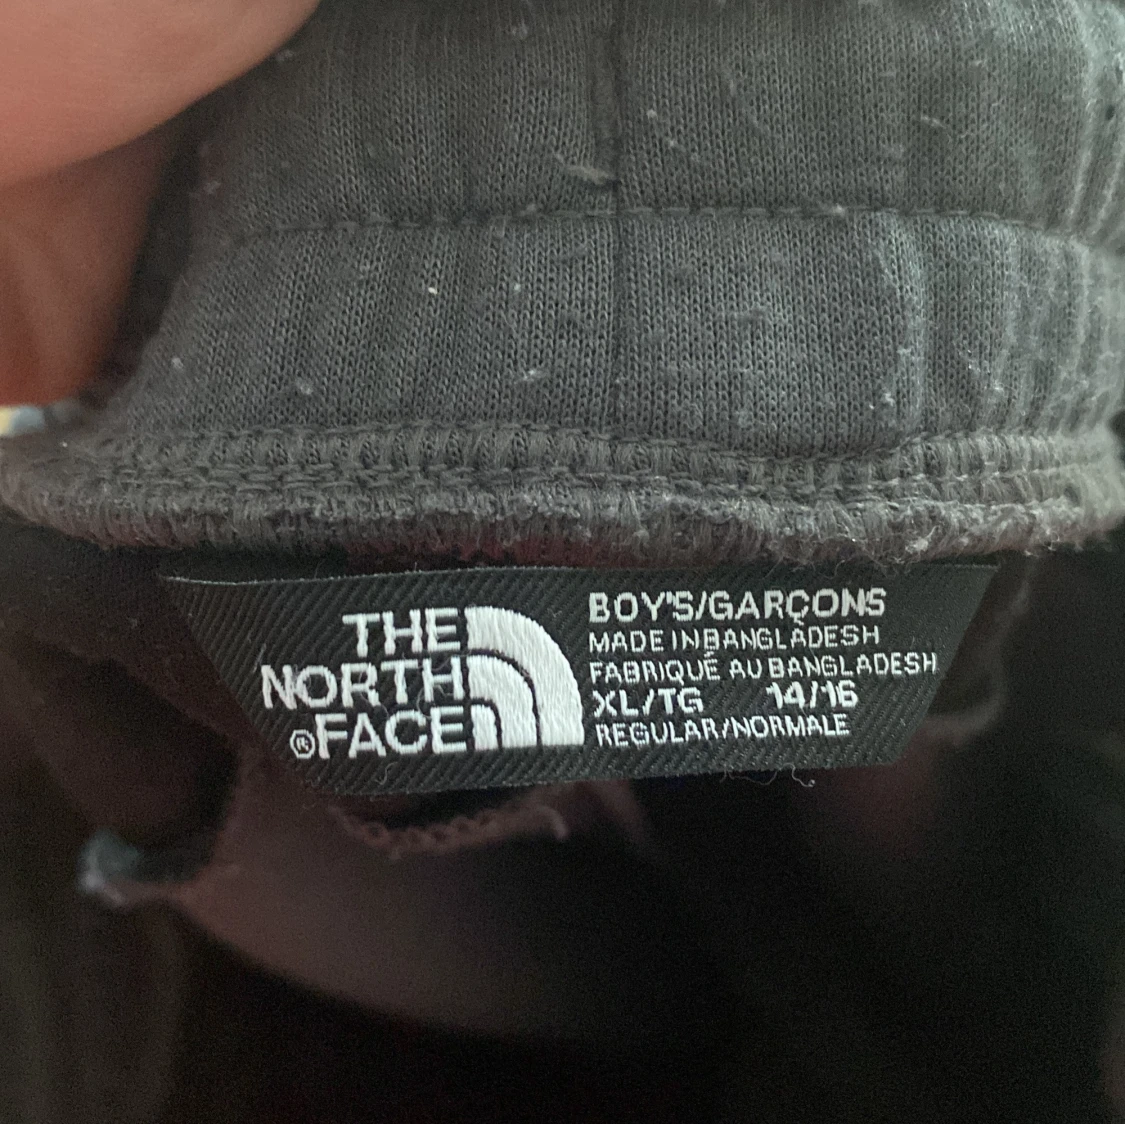 THE
NORTH
®FACE
BOY'S/GARÇONS
MADE IN BANGLADESH
FABRIQUÉ AU BANGLADESH
XL/TG 14/16
REGULAR/NORMALE